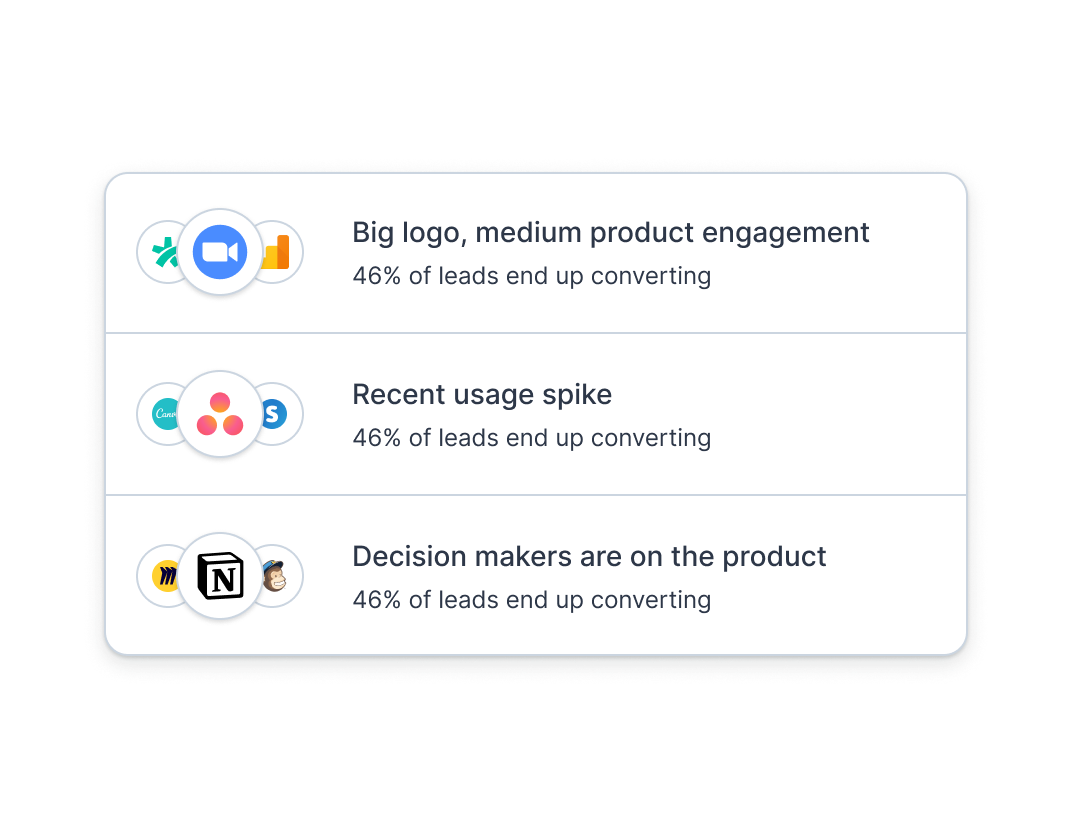 Big logo, medium product engagement
46% of leads end up converting
Recent usage spike
46% of leads end up converting
Decision makers are on the product
46% of leads end up converting